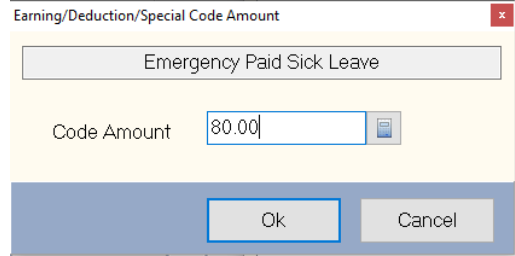 Earning/Deduction/Special Code Amount
x
Emergency Paid Sick Leave
Code Amount 80.00
Ok Cancel